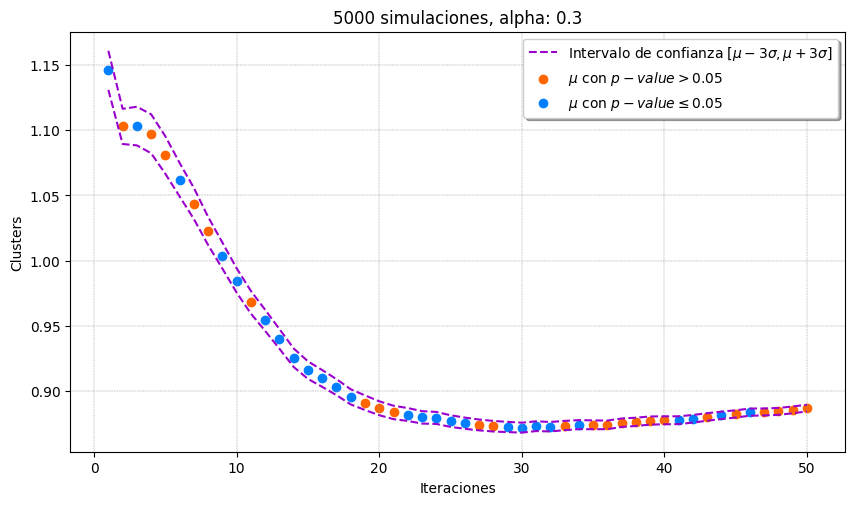 5000 simulaciones, alpha: 0.3
Clusters
1.15
1.10
1.05
1.00
0.95
0.90
Intervalo de confianza [μ − 3σ, μ + 3σ]
μ con p − value > 0.05
μ con p − value ≤ 0.05
0 10 20 30 40 50
Iteraciones